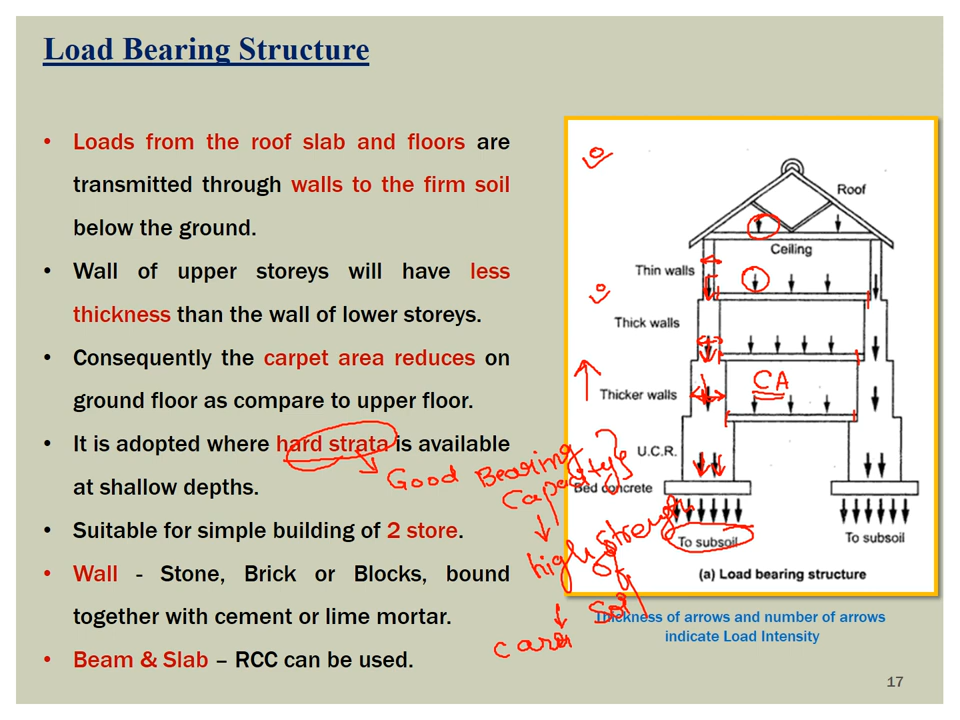 Load Bearing Structure
• Loads from the roof slab and floors are
transmitted through walls to the firm soil
below the ground.
• Wall of upper storeys will have less
thickness than the wall of lower storeys.
• Consequently the carpet area reduces on
ground floor as compare to upper floor.
• It is adopted where hard strata is available
at shallow depths.
• Suitable for simple building of 2 store.
• Wall - Stone, Brick or Blocks, bound
together with cement or lime mortar.
• Beam & Slab – RCC can be used.
Roof
Ceiling
Thin walls
Thick walls
CA
Thicker walls
U.C.R.
Bed concrete
To subsoil
To subsoil
(a) Load bearing structure
Good Bearing
Capacity?
high strength
of
Soil
Thickness of arrows and number of arrows
indicate Load Intensity
17